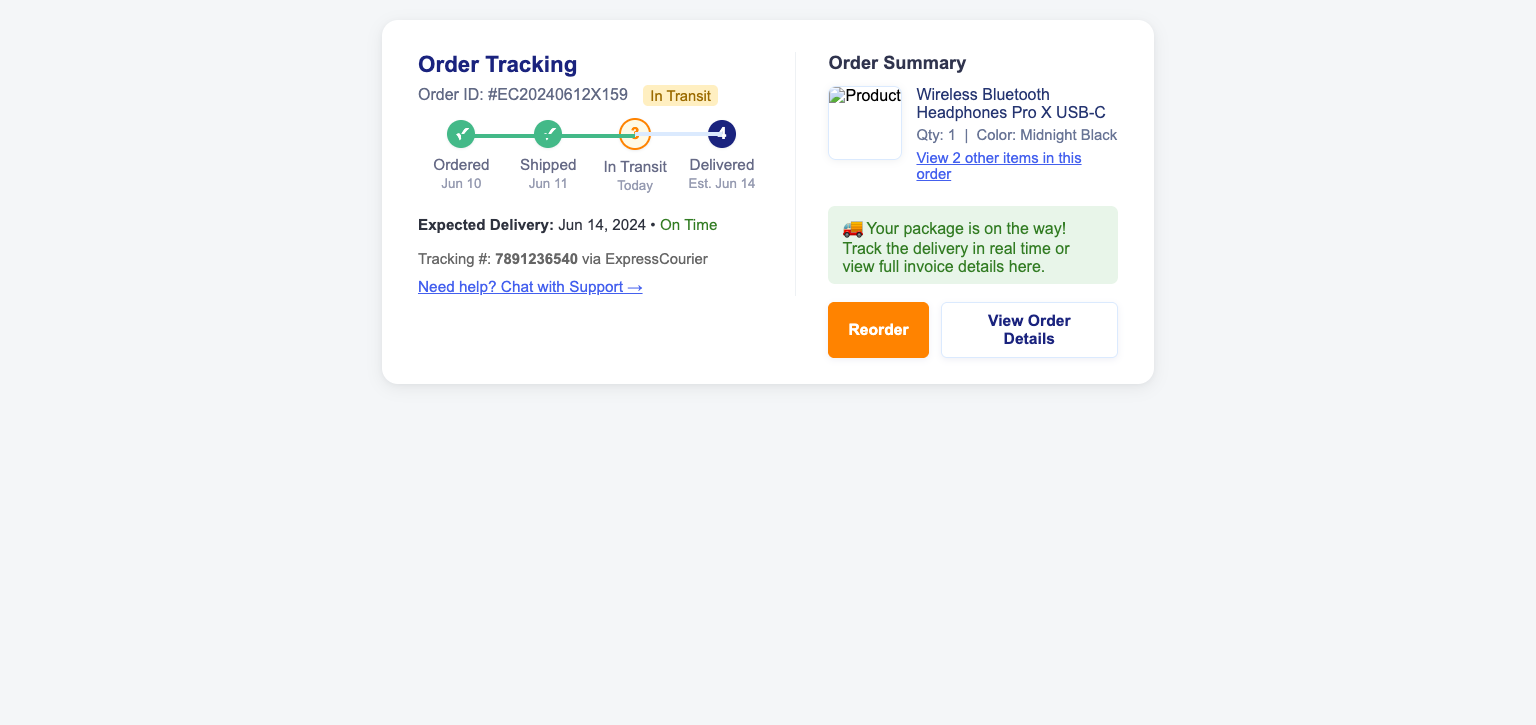 Order Tracking
Order ID: #EC20240612X159 In Transit
Ordered Shipped In Transit Delivered
Jun 10 Jun 11 Today Est. Jun 14
Expected Delivery: Jun 14, 2024 • On Time
Tracking #: 7891236540 via ExpressCourier
Need help? Chat with Support →
Order Summary
Product
Wireless Bluetooth
Headphones Pro X USB-C
Qty: 1 | Color: Midnight Black
View 2 other items in this
order
🚚 Your package is on the way!
Track the delivery in real time or
view full invoice details here.
Reorder
View Order
Details